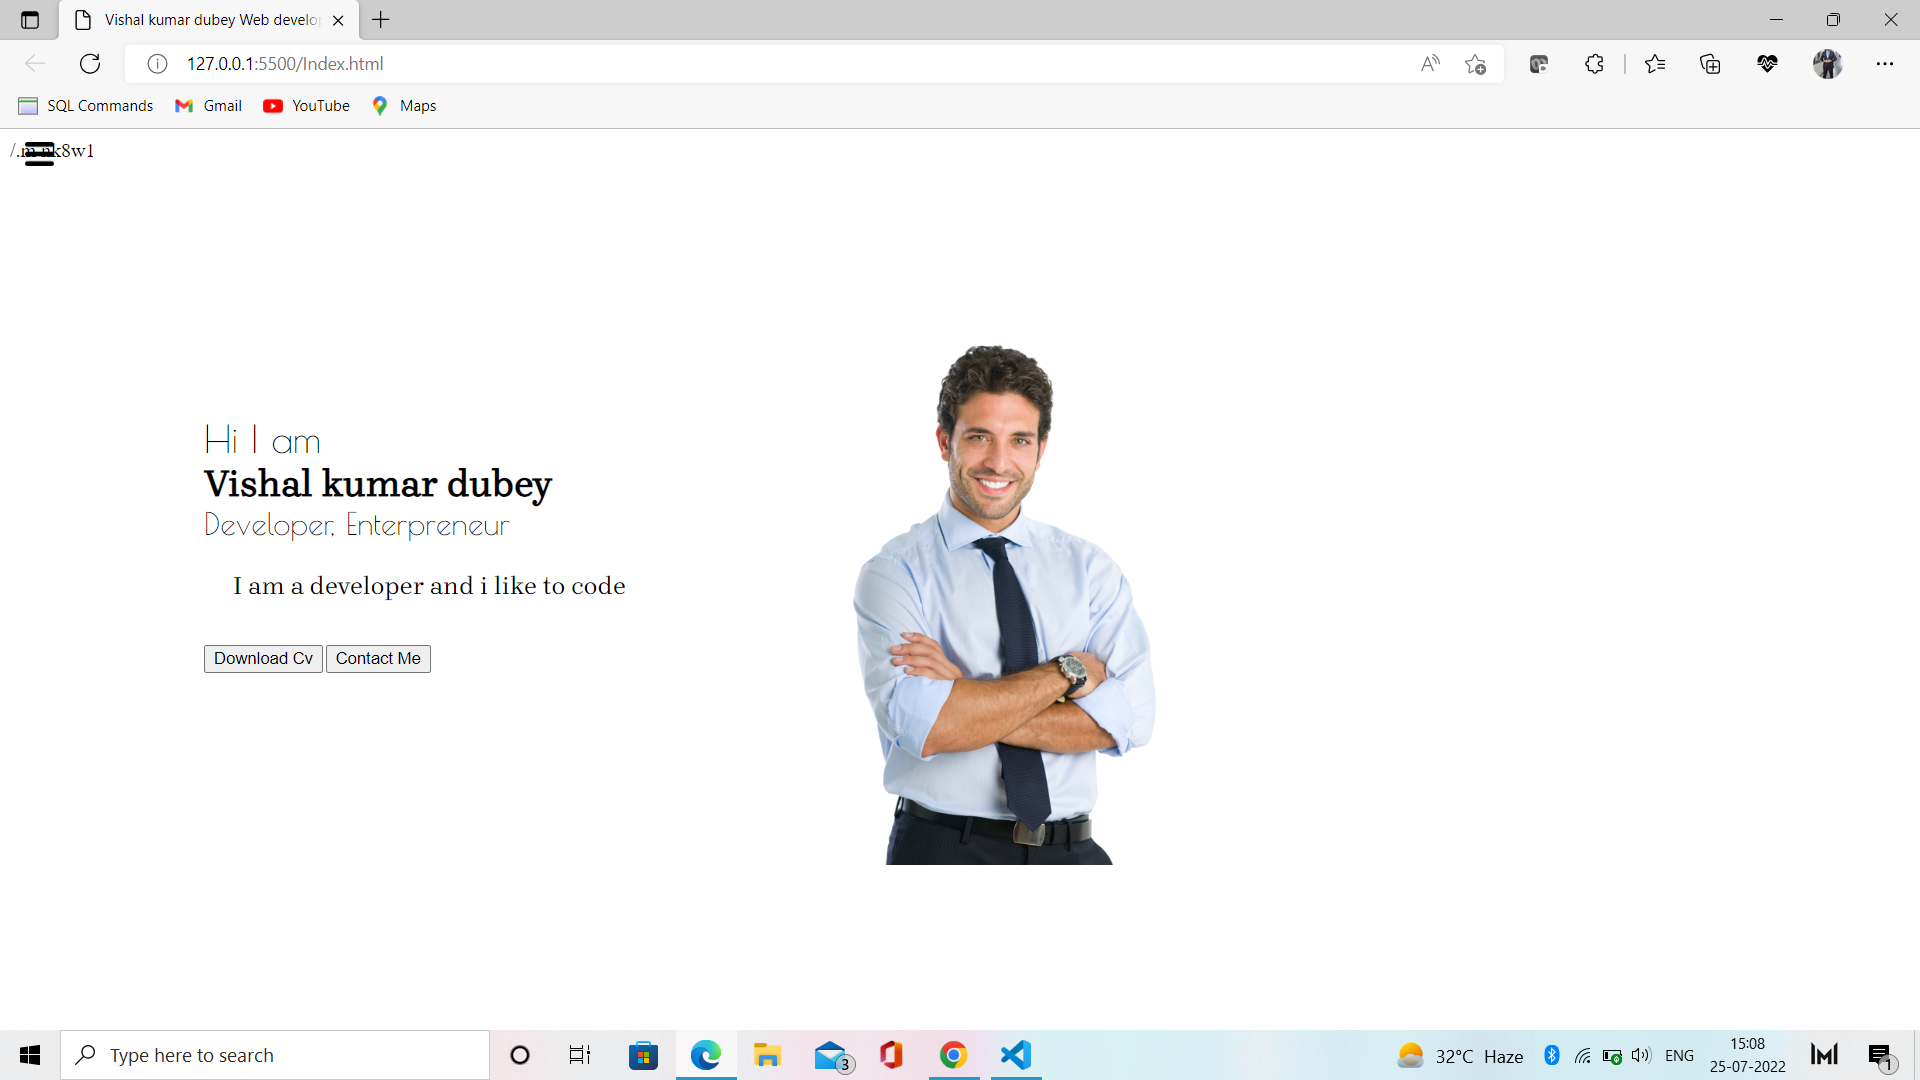 Vishal kumar dubey Web develo
127.0.0.1:5500/Index.html
SQL Commands Gmail YouTube Maps
Hi I am
Vishal kumar dubey
Developer, Enterpreneur
I am a developer and i like to code
Download Cv Contact Me
Type here to search
3
32°C Haze
ENG
15:08
25-07-2022
1